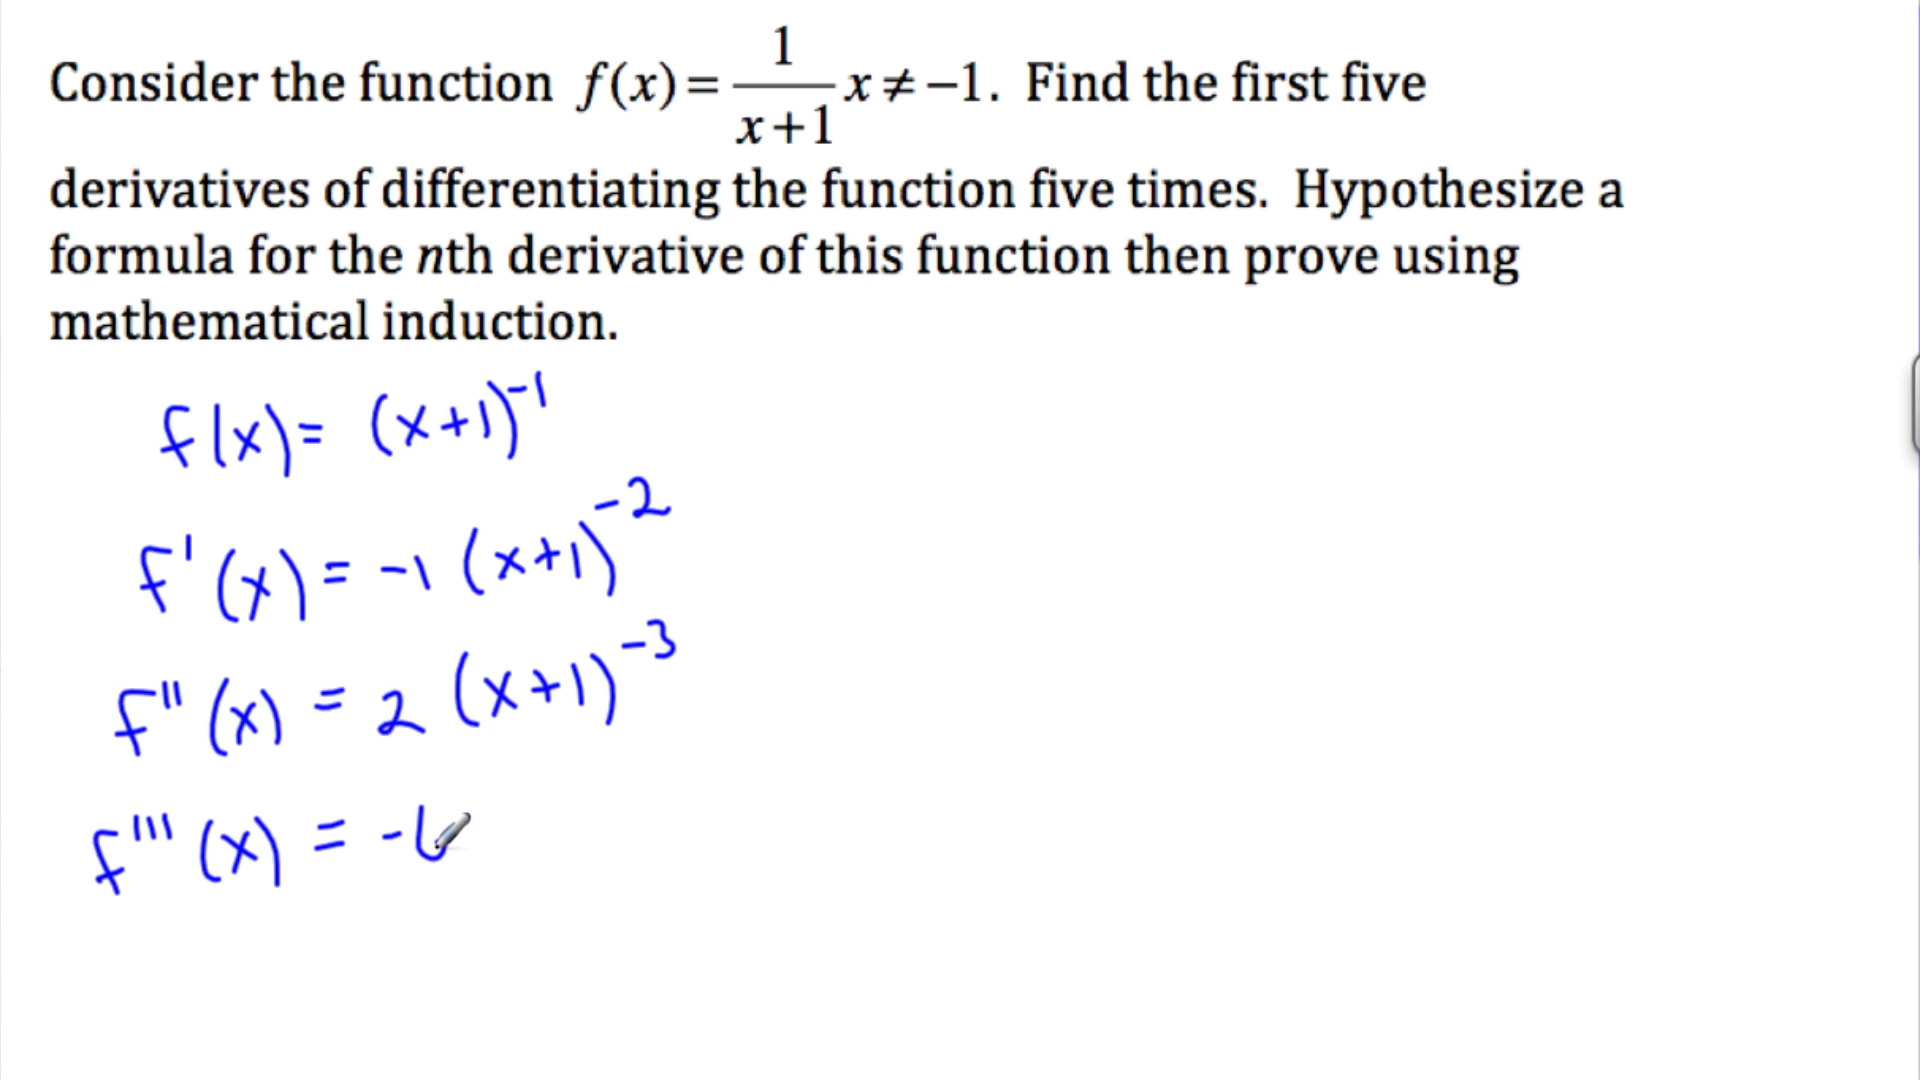 Consider the function f(x)= 1/(x+1) x≠−1. Find the first five
derivatives of differentiating the function five times. Hypothesize a
formula for the nth derivative of this function then prove using
mathematical induction.
f(x)= (x+1)^-1
f'(x)= -1 (x+1)^-2
f''(x) = 2 (x+1)^-3
f'''(x) = -